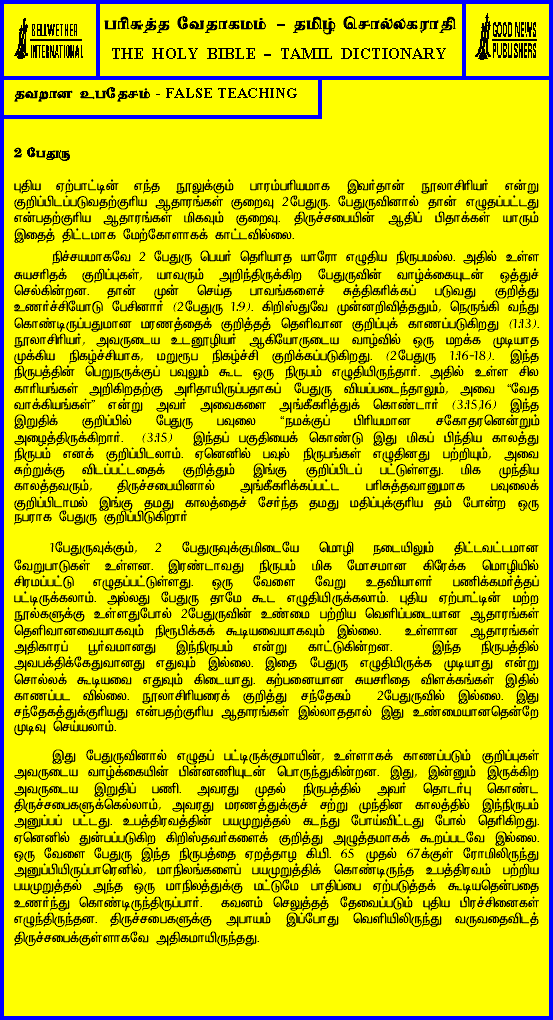 BELLWETHER
INTERNATIONAL
பரிசுத்த வேதாகமம் – தமிழ் சொல்லகராதி
THE HOLY BIBLE – TAMIL DICTIONARY
GOOD NEWS
PUBLISHERS
தவறான உபதேசம் - FALSE TEACHING
2 பேதுரு
புதிய ஏற்பாட்டின் எந்த நூலுக்கும் பாரம்பரியமாக இவர்தான் நூலாசிரியர் என்று
குறிப்பிடப்படுவதற்குரிய ஆதாரங்கள் குறைவு 2பேதுரு. பேதுருவினால் தான் எழுதப்பட்டது
என்பதற்குரிய ஆதாரங்கள் மிகவும் குறைவு. திருச்சபையின் ஆதிப் பிதாக்கள் யாரும்
இதைத் திட்டமாக மேற்கோளாகக் காட்டவில்லை.
நிச்சயமாகவே 2 பேதுரு பெயர் தெரியாத யாரோ எழுதிய நிருபமல்ல. அதில் உள்ள
சுயசரிதக் குறிப்புகள், யாவரும் அறிந்திருக்கிற பேதுருவின் வாழ்க்கையுடன் ஒத்துச்
செல்கின்றன. தான் முன் செய்த பாவங்களைச் சுத்திகரிக்கப் படுவது குறித்து
உணர்ச்சியோடு பேசினார் (2பேதுரு 1:9). கிறிஸ்துவே முன்னறிவித்ததும், நெருங்கி வந்து
கொண்டிருப்பதுமான மரணத்தைக் குறித்தத் தெளிவான குறிப்புக் காணப்படுகிறது (1:13).
நூலாசிரியர், அவருடைய உடனூழியர் ஆகியோருடைய வாழ்வில் ஒரு மறக்க முடியாத
முக்கிய நிகழ்ச்சியாக, மறுரூப நிகழ்ச்சி குறிக்கப்படுகிறது. (2பேதுரு 1:16-18). இந்த
நிருபத்தின் பெறுநருக்குப் பவுலும் கூட ஒரு நிருபம் எழுதியிருந்தார். அதில் உள்ள சில
காரியங்கள் அறிகிறதற்கு அரிதாயிருப்பதாகப் பேதுரு வியப்படைந்தாலும், அவை “வேத
வாக்கியங்கள்” என்று அவர் அவைகளை அங்கீகரித்துக் கொண்டார் (3:15,16) இந்த
இறுதிக் குறிப்பில் பேதுரு பவுலை “நமக்குப் பிரியமான சகோதரனென்றும்
அழைத்திருக்கிறார். (3:15) இந்தப் பகுதியைக் கொண்டு இது மிகப் பிந்திய காலத்து
நிருபம் எனக் குறிப்பிடலாம். ஏனெனில் பவுல் நிருபங்கள் எழுதினது பற்றியும், அவை
சுற்றுக்கு விடப்பட்டதைக் குறித்தும் இங்கு குறிப்பிடப் பட்டுள்ளது. மிக முந்திய
காலத்தவரும், திருச்சபையினால் அங்கீகரிக்கப்பட்ட பரிசுத்தவானுமாக பவுலைக்
குறிப்பிடாமல் இங்கு தமது காலத்தைச் சேர்ந்த தமது மதிப்புக்குரிய தம் போன்ற ஒரு
நபராக பேதுரு குறிப்பிடுகிறார்
1பேதுருவுக்கும், 2 பேதுருவுக்குமிடையே மொழி நடையிலும் திட்டவட்டமான
வேறுபாடுகள் உள்ளன. இரண்டாவது நிருபம் மிக மோசமான கிரேக்க மொழியில்
சிரமப்பட்டு எழுதப்பட்டுள்ளது. ஒரு வேளை வேறு உதவியாளர் பணிக்கமர்த்தப்
பட்டிருக்கலாம். அல்லது பேதுரு தாமே கூட எழுதியிருக்கலாம். புதிய ஏற்பாட்டின் மற்ற
நூல்களுக்கு உள்ளதுபோல் 2பேதுருவின் உண்மை பற்றிய வெளிப்படையான ஆதாரங்கள்
தெளிவானவையாகவும் நிரூபிக்கக் கூடியவையாகவும் இல்லை. உள்ளான ஆதாரங்கள்
அதிகாரப் பூர்வமானது இந்நிருபம் என்று காட்டுகின்றன. இந்த நிருபத்தில்
அவபக்திக்கேதுவானது எதுவும் இல்லை. இதை பேதுரு எழுதியிருக்க முடியாது என்று
சொல்லக் கூடியவை எதுவும் கிடையாது. கற்பனையான சுயசரிதை விளக்கங்கள் இதில்
காணப்பட வில்லை. நூலாசிரியரைக் குறித்து சந்தேகம் 2பேதுருவில் இல்லை. இது
சந்தேகத்துக்குரியது என்பதற்குரிய ஆதாரங்கள் இல்லாததால் இது உண்மையானதென்றே
முடிவு செய்யலாம்.
இது பேதுருவினால் எழுதப் பட்டிருக்குமாயின், உள்ளாகக் காணப்படும் குறிப்புகள்
அவருடைய வாழ்க்கையின் பின்னணியுடன் பொருந்துகின்றன. இது, இன்னும் இருக்கிற
அவருடைய இறுதிப் பணி. அவரது முதல் நிருபத்தில் அவர் தொடர்பு கொண்ட
திருச்சபைகளுக்கெல்லாம், அவரது மரணத்துக்குச் சற்று முந்தின காலத்தில் இந்நிருபம்
அனுப்பப் பட்டது. உபத்திரவத்தின் பயமுறுத்தல் கடந்து போய்விட்டது போல் தெரிகிறது.
ஏனெனில் துன்பப்படுகிற கிறிஸ்தவர்களைக் குறித்து அழுத்தமாகக் கூறப்படவே இல்லை.
ஒரு வேளை பேதுரு இந்த நிருபத்தை ஏறத்தாழ கி.பி. 65 முதல் 67க்குள் ரோமிலிருந்து
அனுப்பியிருப்பாரெனில், மாநிலங்களைப் பயமுறுத்திக் கொண்டிருந்த உபத்திரவம் பற்றிய
பயமுறுத்தல் அந்த ஒரு மாநிலத்துக்கு மட்டுமே பாதிப்பை ஏற்படுத்தக் கூடியதென்பதை
உணர்ந்து கொண்டிருந்திருப்பார். கவனம் செலுத்தத் தேவைப்படும் புதிய பிரச்சினைகள்
எழுந்திருந்தன. திருச்சபைகளுக்கு அபாயம் இப்போது வெளியிலிருந்து வருவதைவிடத்
திருச்சபைக்குள்ளாகவே அதிகமாயிருந்தது.